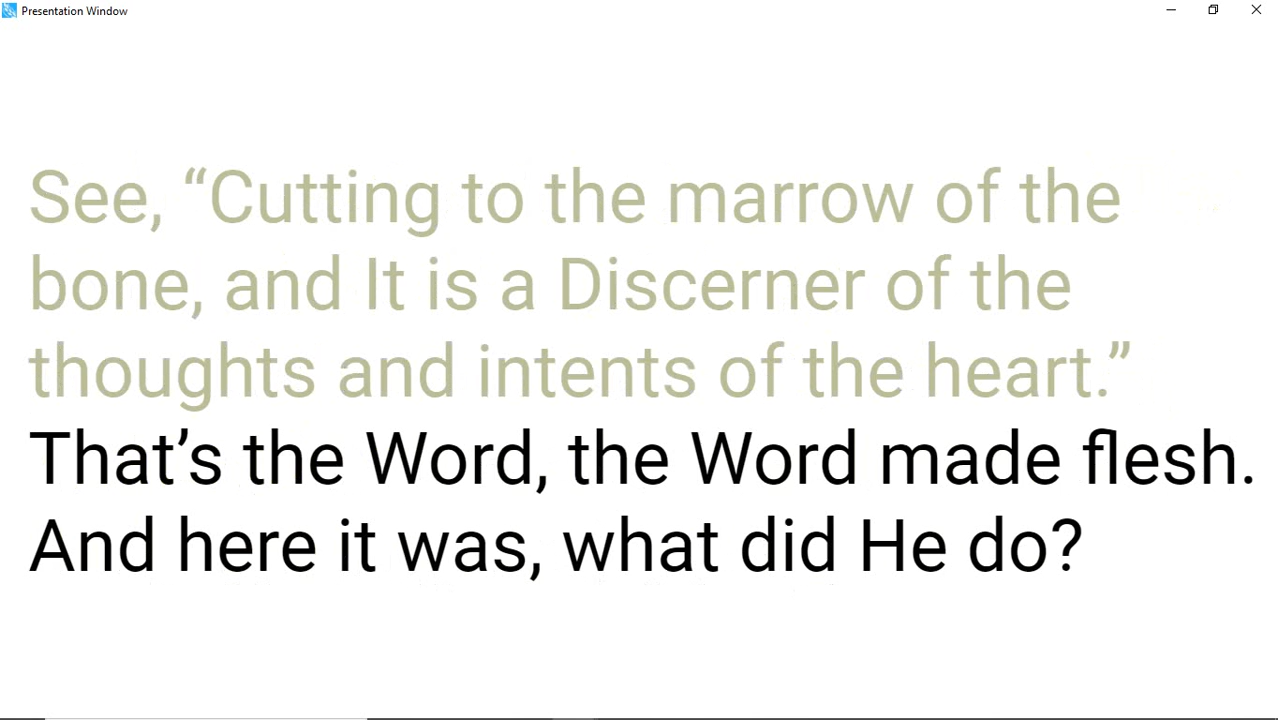 Presentation Window
See, “Cutting to the marrow of the
bone, and It is a Discerner of the
thoughts and intents of the heart.”
That’s the Word, the Word made flesh.
And here it was, what did He do?